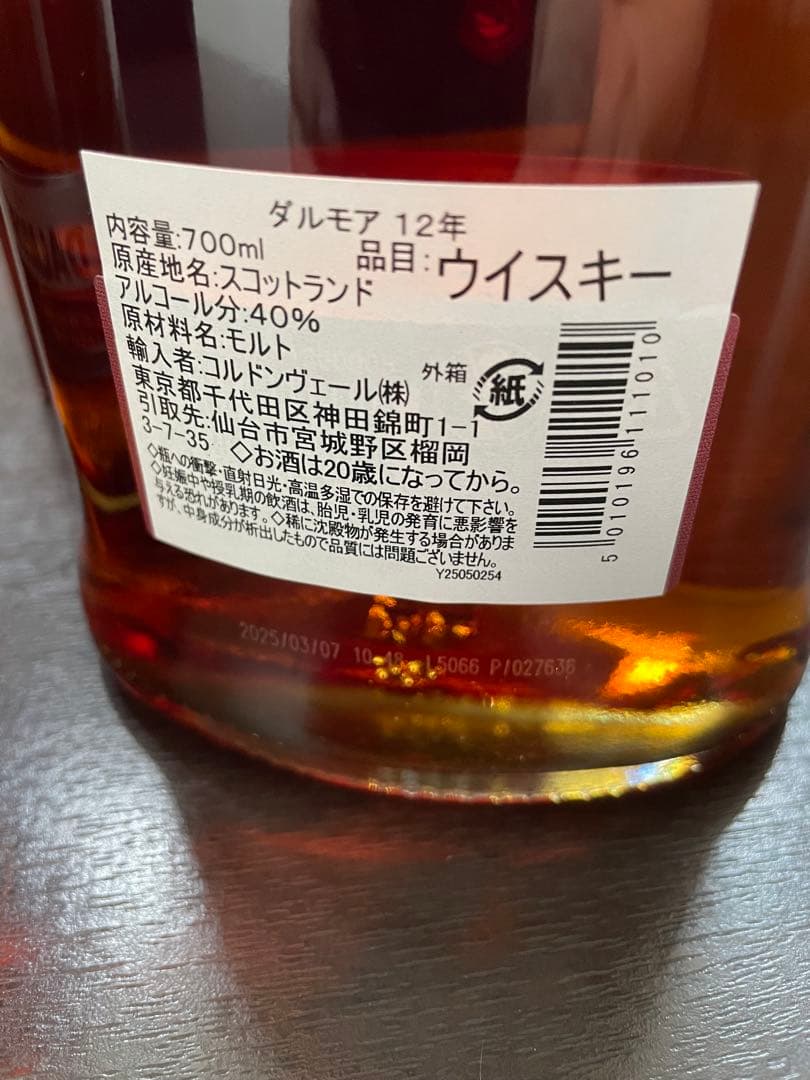 ダルモア 12年
内容量:700ml
品目:ウイスキー
原産地名:スコットランド
アルコール分:40%
原材料名:モルト
輸入者:コルドンヴェール(株)
外箱 紙
東京都千代田区神田錦町1-1
引取先:仙台市宮城野区榴岡
3-7-35 ◇お酒は20歳になってから。
◇瓶への衝撃・直射日光・高温多湿での保存を避けて下さい。
◇妊娠中や授乳期の飲酒は、胎児・乳児の発育に悪影響を
与える恐れがあります。◇稀に沈殿物が発生する場合がありま
すが、中身成分が析出したもので品質には問題ございません。
Y25050254
5 010196 111010
2025/03/07 10:48 L5066 P/027636